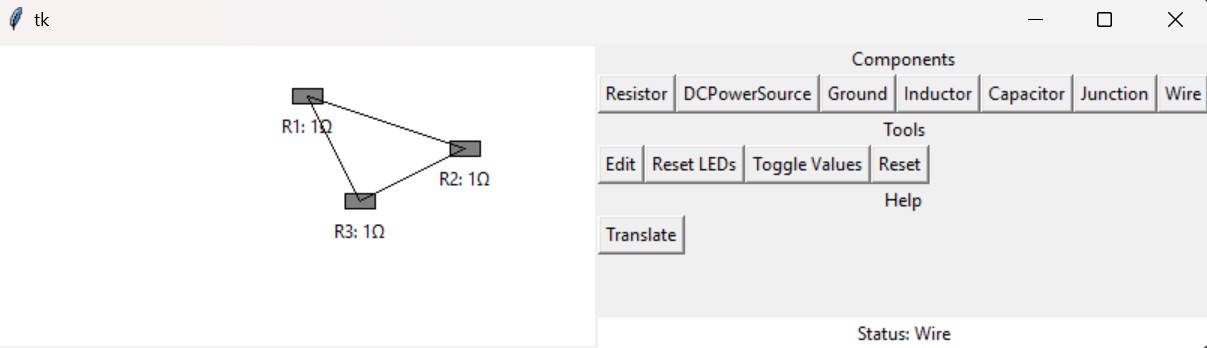 tk
Components
Resistor DCPowerSource Ground Inductor Capacitor Junction Wire
Tools
Edit Reset LEDs Toggle Values Reset
Help
Translate
Status: Wire
R1: 1Ω
R2: 1Ω
R3: 1Ω